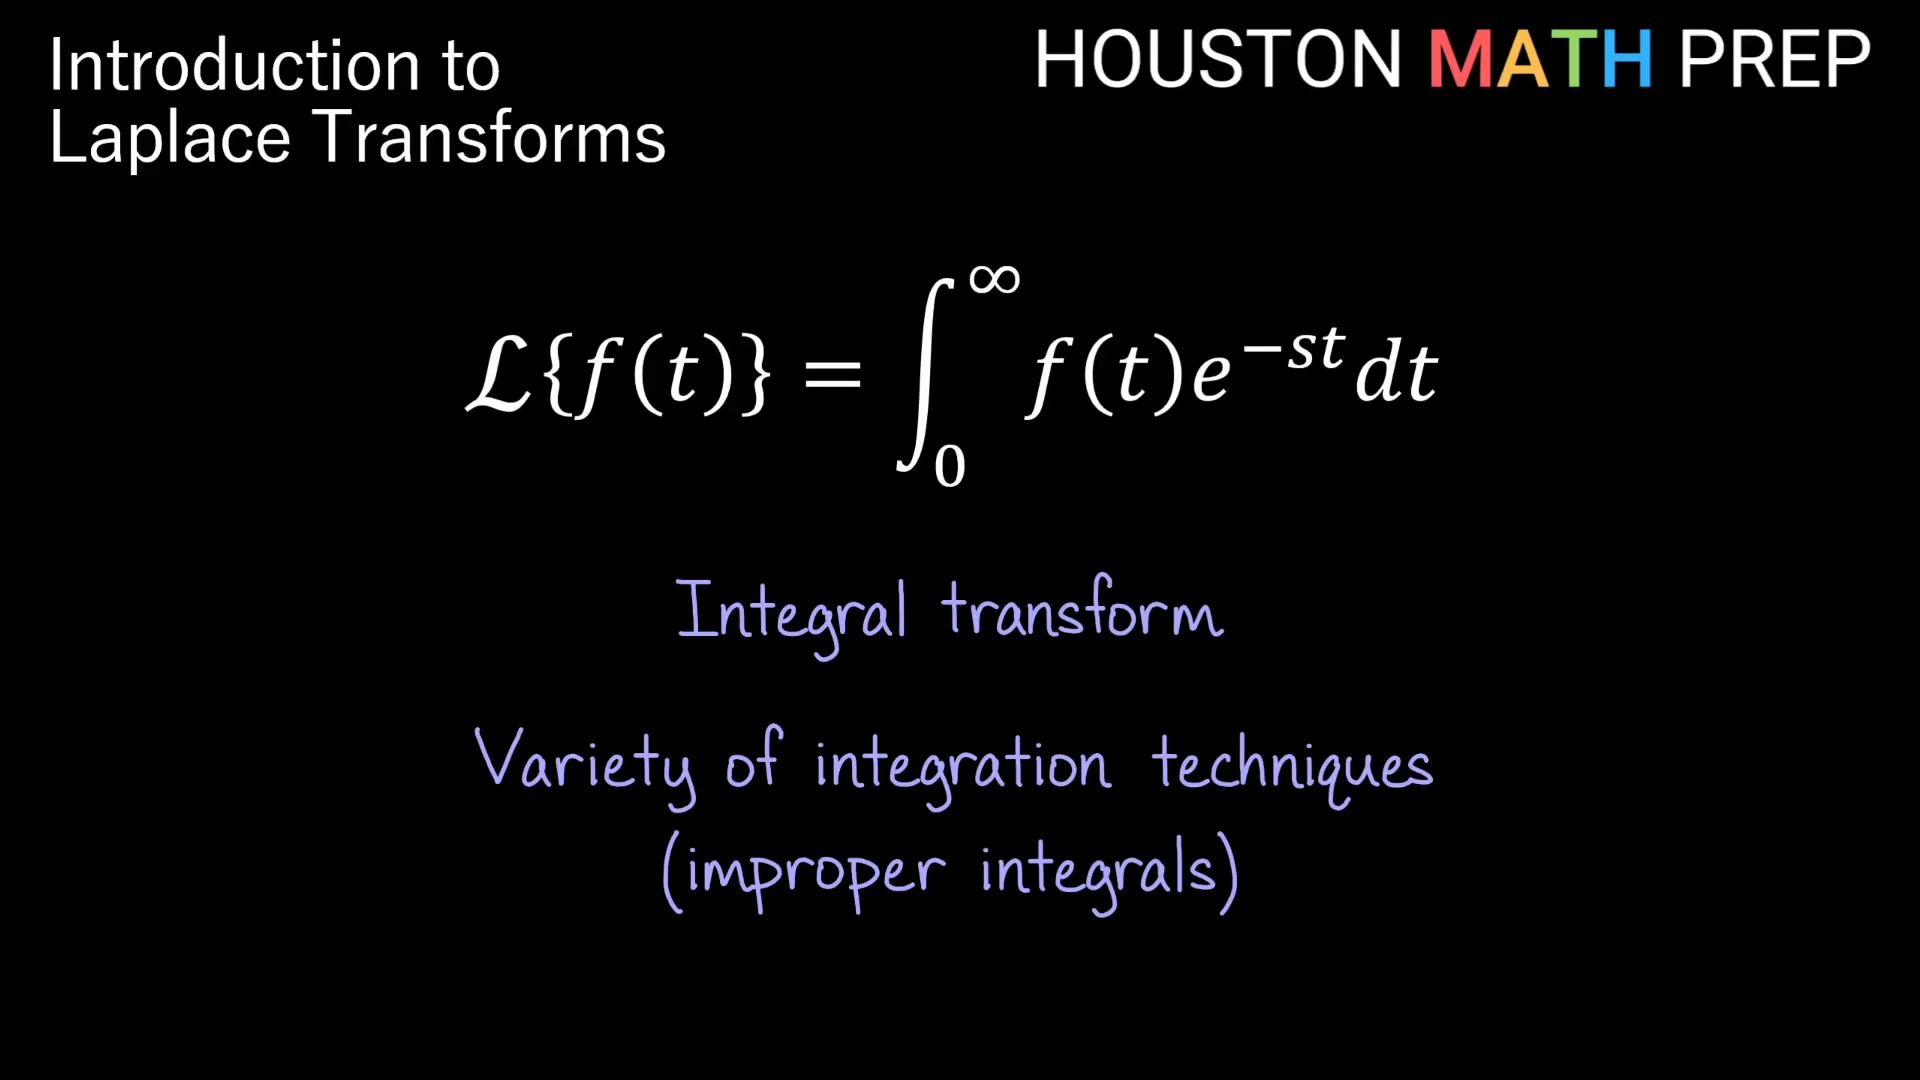 Introduction to
Laplace Transforms
HOUSTON MATH PREP
ℒ{f(t)} = ∫₀^∞ f(t)e^{−st}dt
Integral transform
Variety of integration techniques
(improper integrals)